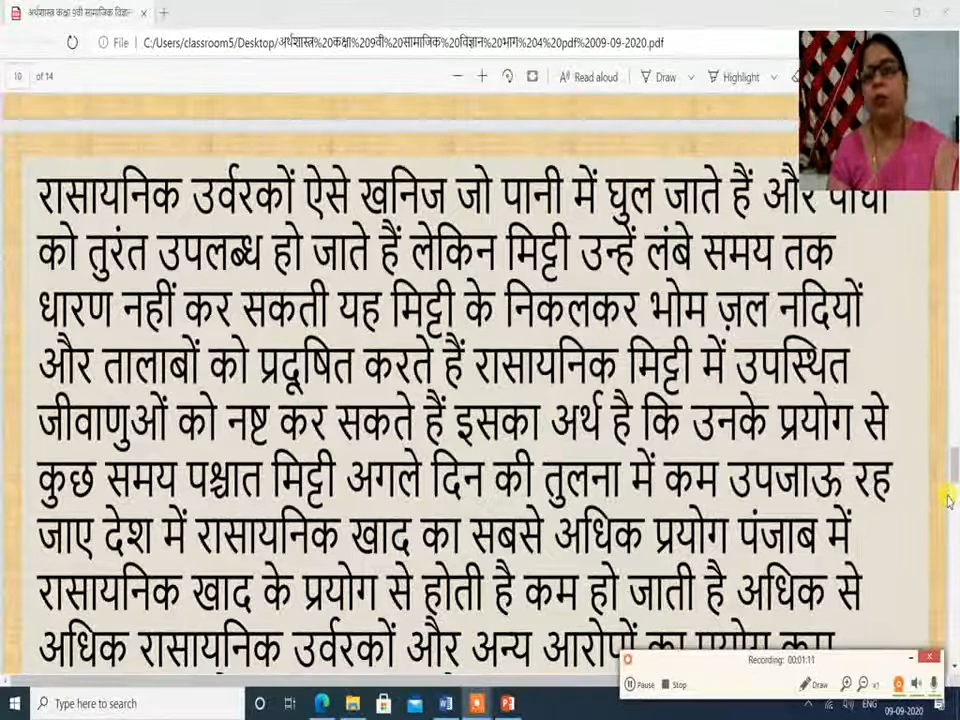 अर्थशास्त्र कक्षा 9वी सामाजिक विज्ञा
File C:/Users/classroom5/Desktop/अर्थशास्त्र%20कक्षा%209वी%20सामाजिक%20विज्ञान%20भाग%204%20pdf%2009-09-2020.pdf
10 of 14 Read aloud Draw Highlight
रासायनिक उर्वरकों ऐसे खनिज जो पानी में घुल जाते हैं और
को तुरंत उपलब्ध हो जाते हैं लेकिन मिट्टी उन्हें लंबे समय तक
धारण नहीं कर सकती यह मिट्टी के निकलकर भोम ज़ल नदियों
और तालाबों को प्रदूषित करते हैं रासायनिक मिट्टी में उपस्थित
जीवाणुओं को नष्ट कर सकते हैं इसका अर्थ है कि उनके प्रयोग से
कुछ समय पश्चात मिट्टी अगले दिन की तुलना में कम उपजाऊ रह
जाए देश में रासायनिक खाद का सबसे अधिक प्रयोग पंजाब में
रासायनिक खाद के प्रयोग से होती है कम हो जाती है अधिक से
अधिक रासायनिक उर्वरकों और अन्य
Recording: 00:01:11
Pause Stop Draw x1
Type here to search ENG
09-09-2020